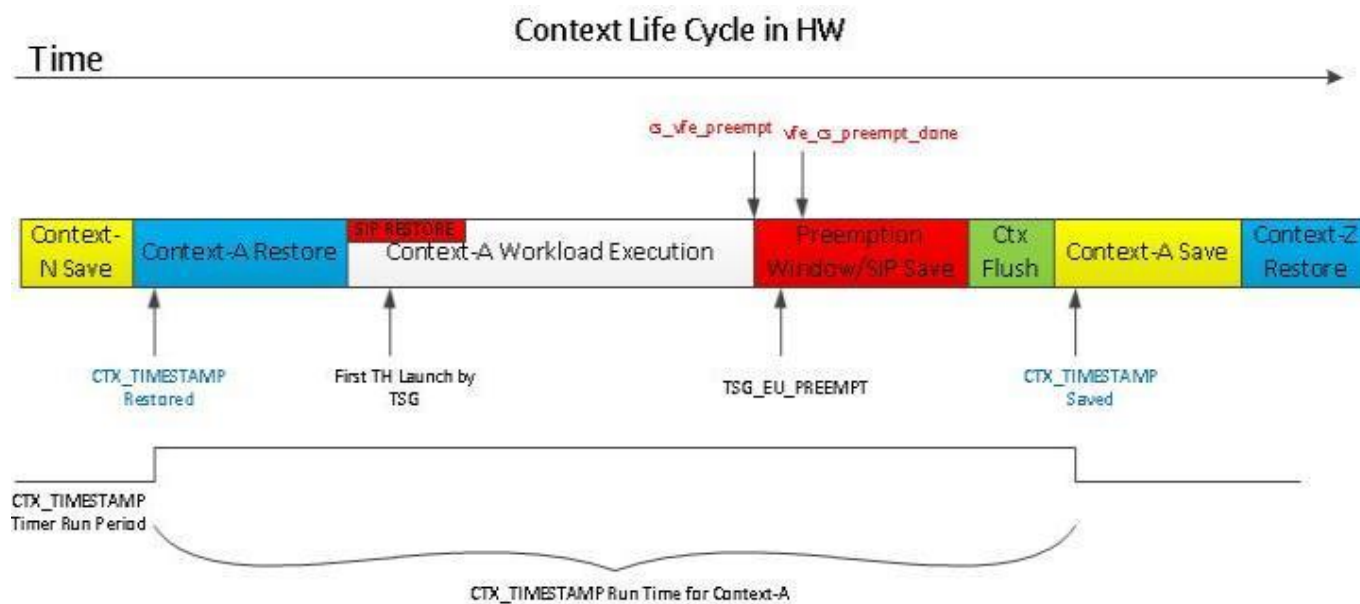 Context Life Cycle in HW
Time
cs_vfe_preempt
vfe_cs_preempt_done
Context-
N Save
Context-A Restore
SIP RESTORE
Context-A Workload Execution
Preemption
Window/SIP Save
Ctx
Flush
Context-A Save
Context-Z
Restore
CTX_TIMESTAMP
Restored
First TH Launch by
TSG
TSG_EU_PREEMPT
CTX_TIMESTAMP
Saved
CTX_TIMESTAMP
Timer Run Period
CTX_TIMESTAMP Run Time for Context-A